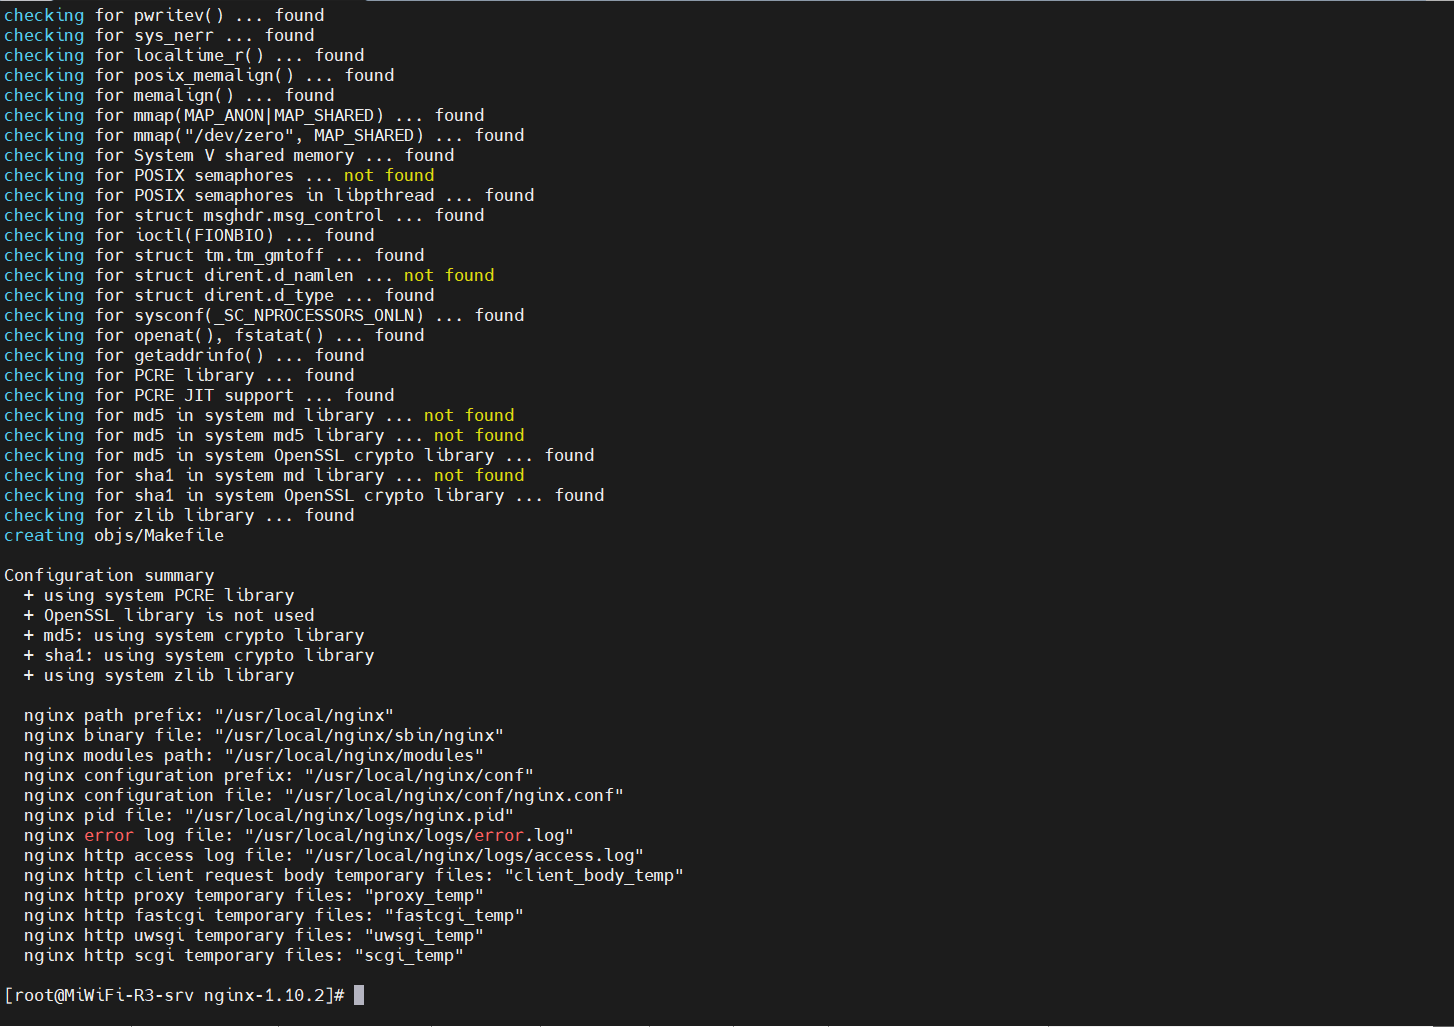 checking for pwritev() ... found
checking for sys_nerr ... found
checking for localtime_r() ... found
checking for posix_memalign() ... found
checking for memalign() ... found
checking for mmap(MAP_ANON|MAP_SHARED) ... found
checking for mmap("/dev/zero", MAP_SHARED) ... found
checking for System V shared memory ... found
checking for POSIX semaphores ... not found
checking for POSIX semaphores in libpthread ... found
checking for struct msghdr.msg_control ... found
checking for ioctl(FIONBIO) ... found
checking for struct tm.tm_gmtoff ... found
checking for struct dirent.d_namlen ... not found
checking for struct dirent.d_type ... found
checking for sysconf(_SC_NPROCESSORS_ONLN) ... found
checking for openat(), fstatat() ... found
checking for getaddrinfo() ... found
checking for PCRE library ... found
checking for PCRE JIT support ... found
checking for md5 in system md library ... not found
checking for md5 in system md5 library ... not found
checking for md5 in system OpenSSL crypto library ... found
checking for sha1 in system md library ... not found
checking for sha1 in system OpenSSL crypto library ... found
checking for zlib library ... found
creating objs/Makefile

Configuration summary
  + using system PCRE library
  + OpenSSL library is not used
  + md5: using system crypto library
  + sha1: using system crypto library
  + using system zlib library

  nginx path prefix: "/usr/local/nginx"
  nginx binary file: "/usr/local/nginx/sbin/nginx"
  nginx modules path: "/usr/local/nginx/modules"
  nginx configuration prefix: "/usr/local/nginx/conf"
  nginx configuration file: "/usr/local/nginx/conf/nginx.conf"
  nginx pid file: "/usr/local/nginx/logs/nginx.pid"
  nginx error log file: "/usr/local/nginx/logs/error.log"
  nginx http access log file: "/usr/local/nginx/logs/access.log"
  nginx http client request body temporary files: "client_body_temp"
  nginx http proxy temporary files: "proxy_temp"
  nginx http fastcgi temporary files: "fastcgi_temp"
  nginx http uwsgi temporary files: "uwsgi_temp"
  nginx http scgi temporary files: "scgi_temp"

[root@MiWiFi-R3-srv nginx-1.10.2]#